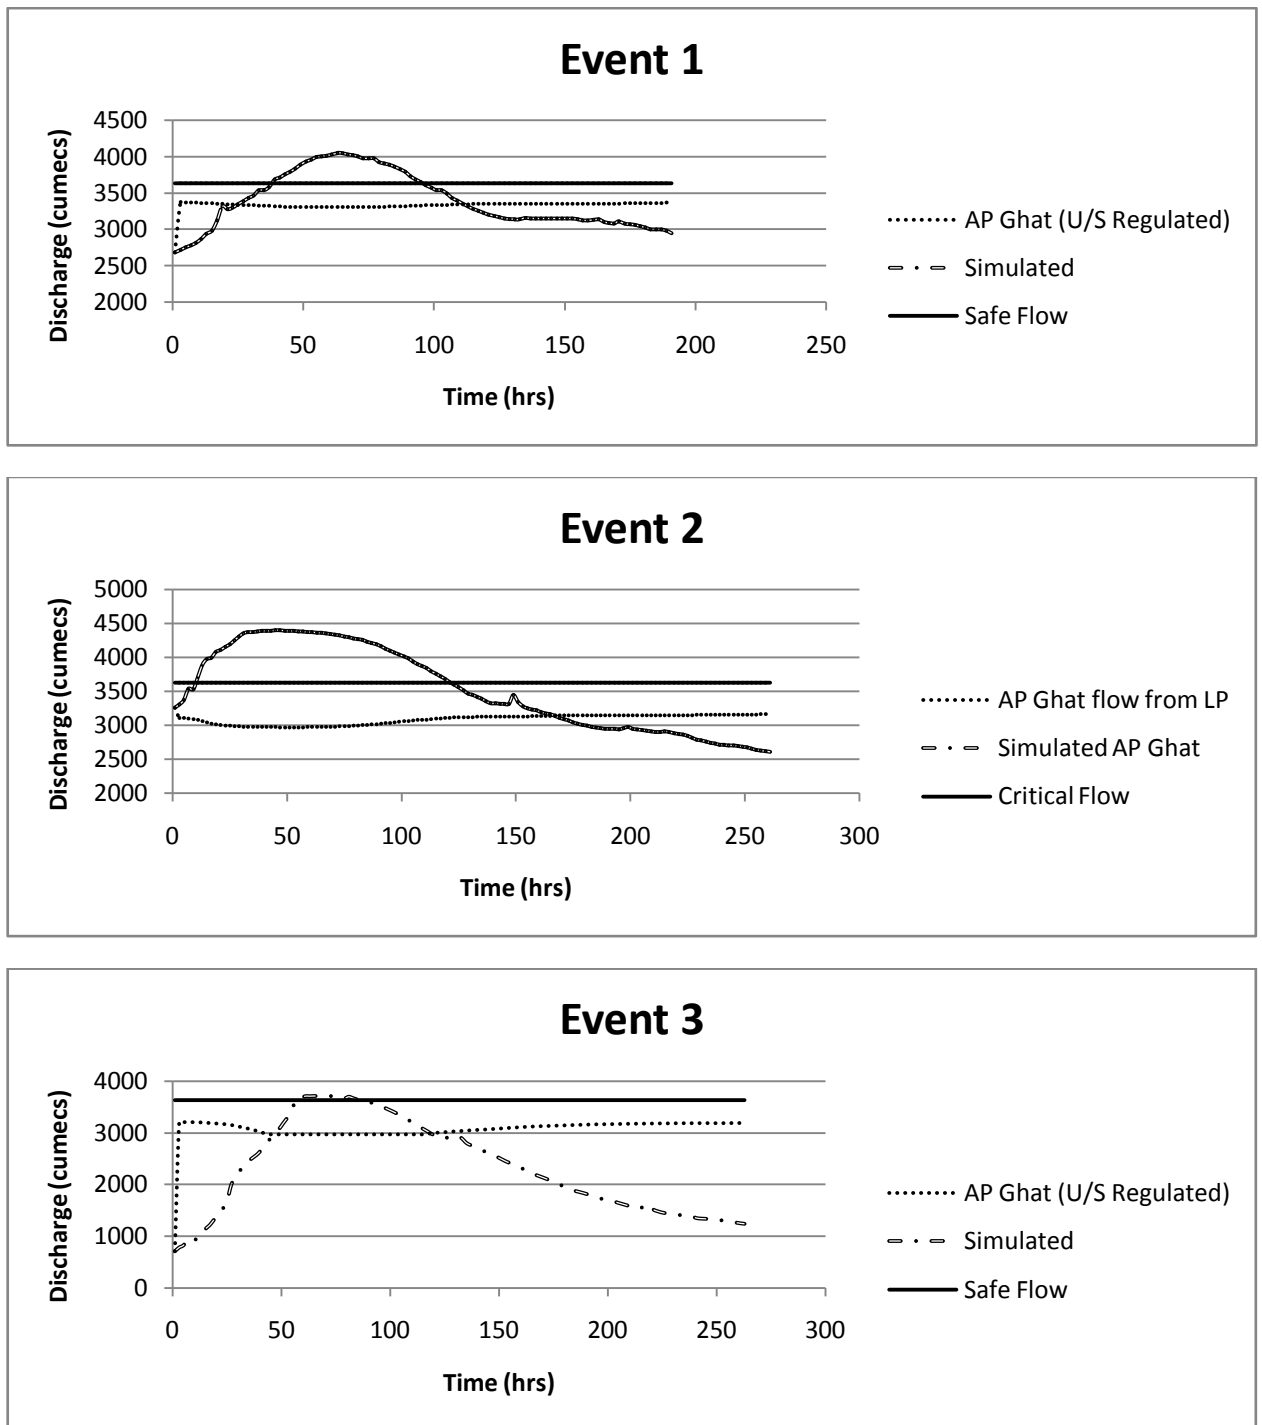 Event 1
Discharge (cumecs)
4500
4000
3500
3000
2500
2000
0 50 100 150 200 250
Time (hrs)
AP Ghat (U/S Regulated)
Simulated
Safe Flow
Event 2
Discharge (cumecs)
5000
4500
4000
3500
3000
2500
2000
0 50 100 150 200 250 300
Time (hrs)
AP Ghat flow from LP
Simulated AP Ghat
Critical Flow
Event 3
Discharge (cumecs)
4000
3000
2000
1000
0
0 50 100 150 200 250 300
Time (hrs)
AP Ghat (U/S Regulated)
Simulated
Safe Flow